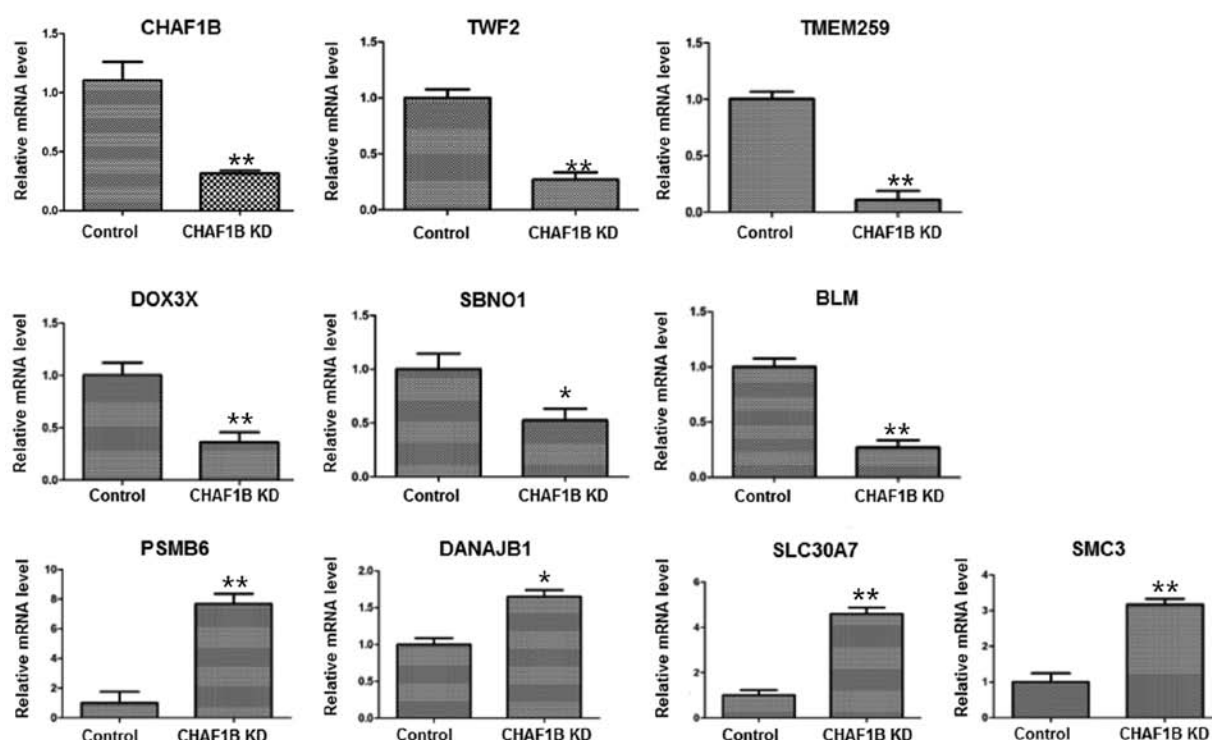 CHAF1B
Relative mRNA level
1.5
1.0
0.5
0.0
**
Control
CHAF1B KD
TWF2
Relative mRNA level
1.5
1.0
0.5
0.0
**
Control
CHAF1B KD
TMEM259
Relative mRNA level
1.5
1.0
0.5
0.0
**
Control
CHAF1B KD
DOX3X
Relative mRNA level
1.5
1.0
0.5
0.0
**
Control
CHAF1B KD
SBNO1
Relative mRNA level
1.5
1.0
0.5
0.0
*
Control
CHAF1B KD
BLM
Relative mRNA level
1.5
1.0
0.5
0.0
**
Control
CHAF1B KD
PSMB6
Relative mRNA level
10
8
6
4
2
0
**
Control
CHAF1B KD
DANAJB1
Relative mRNA level
2.0
1.5
1.0
0.5
0.0
*
Control
CHAF1B KD
SLC30A7
Relative mRNA level
6
4
2
0
**
Control
CHAF1B KD
SMC3
Relative mRNA level
4
3
2
1
0
**
Control
CHAF1B KD